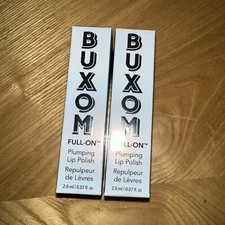 BUXOM
FULL-ON™
Plumping
Lip Polish
Repulpeur
de Lèvres
2.0 ml / 0.07 fl. oz.
BUXOM
FULL-ON™
Plumping
Lip Polish
Repulpeur
de Lèvres
2.0 ml / 0.07 fl. oz.